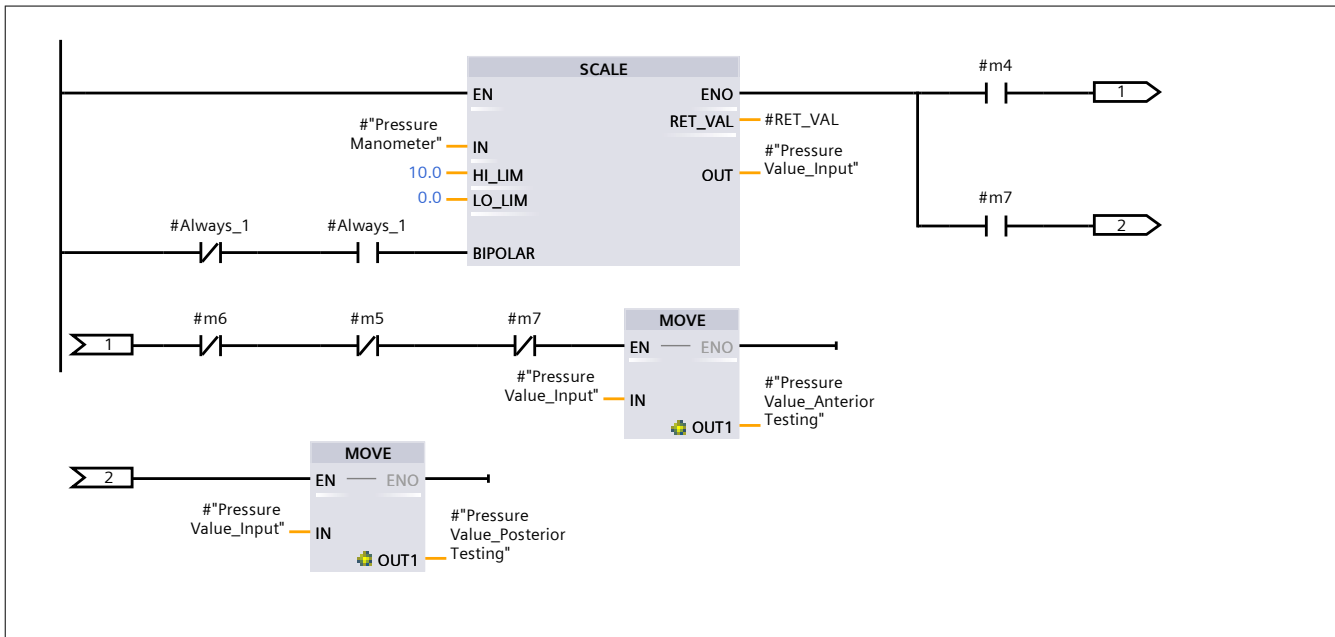 SCALE
#m4
EN
ENO
1
RET_VAL
#RET_VAL
#"Pressure
Manometer"
IN
#"Pressure
Value_Input"
10.0
HI_LIM
OUT
0.0
LO_LIM
#m7
2
#Always_1
#Always_1
BIPOLAR
#m6
#m5
#m7
MOVE
1
EN
ENO
#"Pressure
Value_Input"
IN
#"Pressure
Value_Anterior
Testing"
OUT1
MOVE
2
EN
ENO
#"Pressure
Value_Input"
IN
#"Pressure
Value_Posterior
Testing"
OUT1